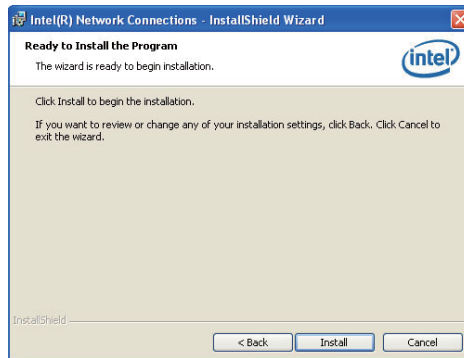 Intel(R) Network Connections - InstallShield Wizard
Ready to Install the Program
The wizard is ready to begin installation.
intel
Click Install to begin the installation.
If you want to review or change any of your installation settings, click Back. Click Cancel to
exit the wizard.
InstallShield
< Back
Install
Cancel